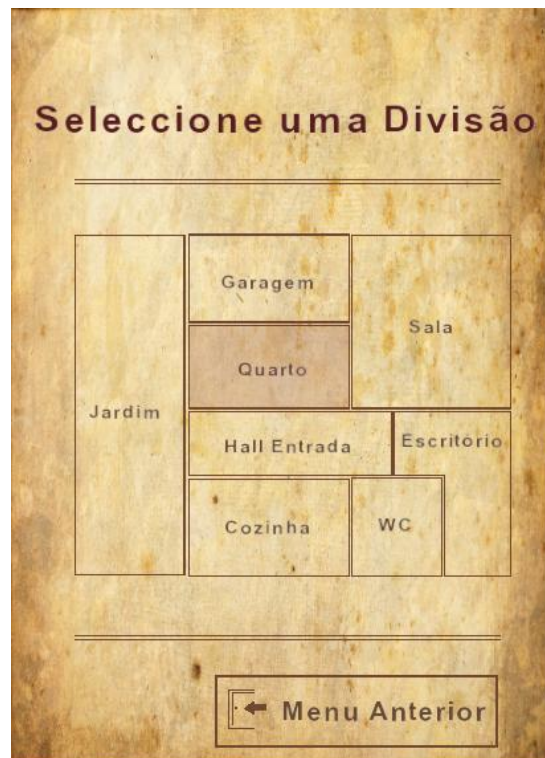 Seleccione uma Divisão
Garagem
Sala
Quarto
Jardim
Hall Entrada
Escritório
Cozinha
WC
Menu Anterior